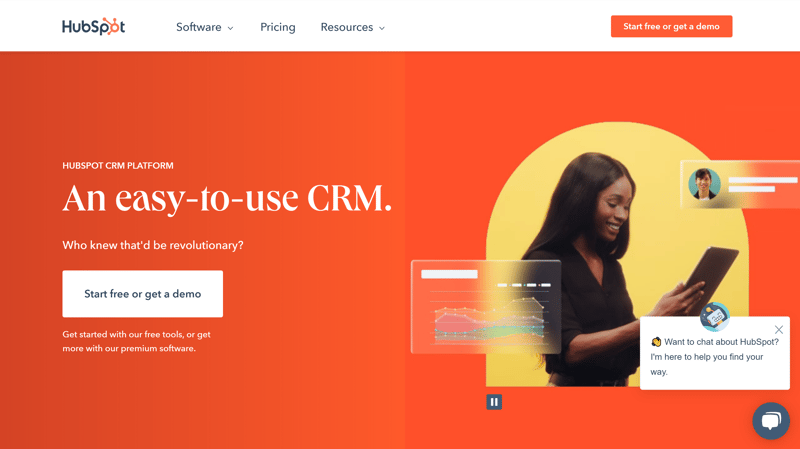 HubSpot
Software
Pricing
Resources
Start free or get a demo
HUBSPOT CRM PLATFORM
An easy-to-use CRM.
Who knew that'd be revolutionary?
Start free or get a demo
Get started with our free tools, or get
more with our premium software.
👋 Want to chat about HubSpot?
I'm here to help you find your
way.